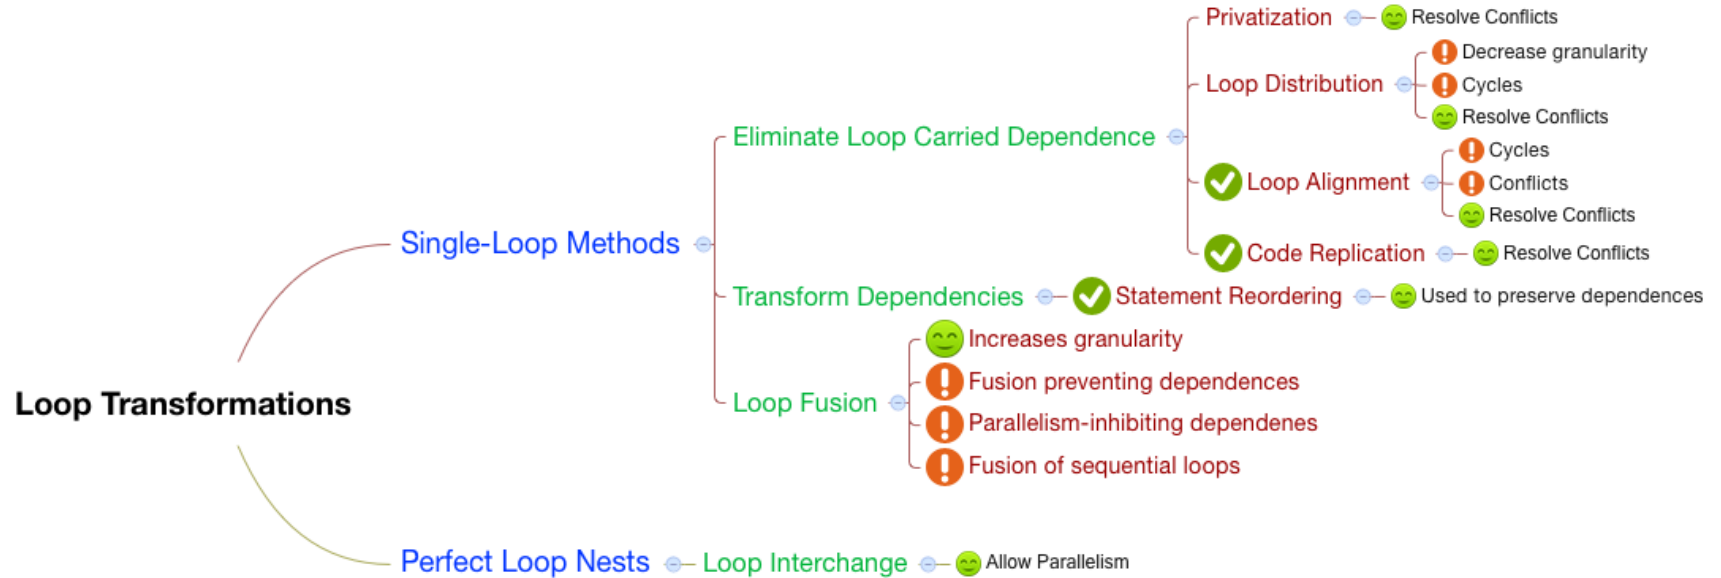 Privatization
Resolve Conflicts
Decrease granularity
Loop Distribution
Cycles
Resolve Conflicts
Eliminate Loop Carried Dependence
Cycles
Loop Alignment
Conflicts
Resolve Conflicts
Single-Loop Methods
Code Replication
Resolve Conflicts
Transform Dependencies
Statement Reordering
Used to preserve dependences
Increases granularity
Fusion preventing dependences
Loop Fusion
Parallelism-inhibiting dependenes
Fusion of sequential loops
Loop Transformations
Perfect Loop Nests
Loop Interchange
Allow Parallelism